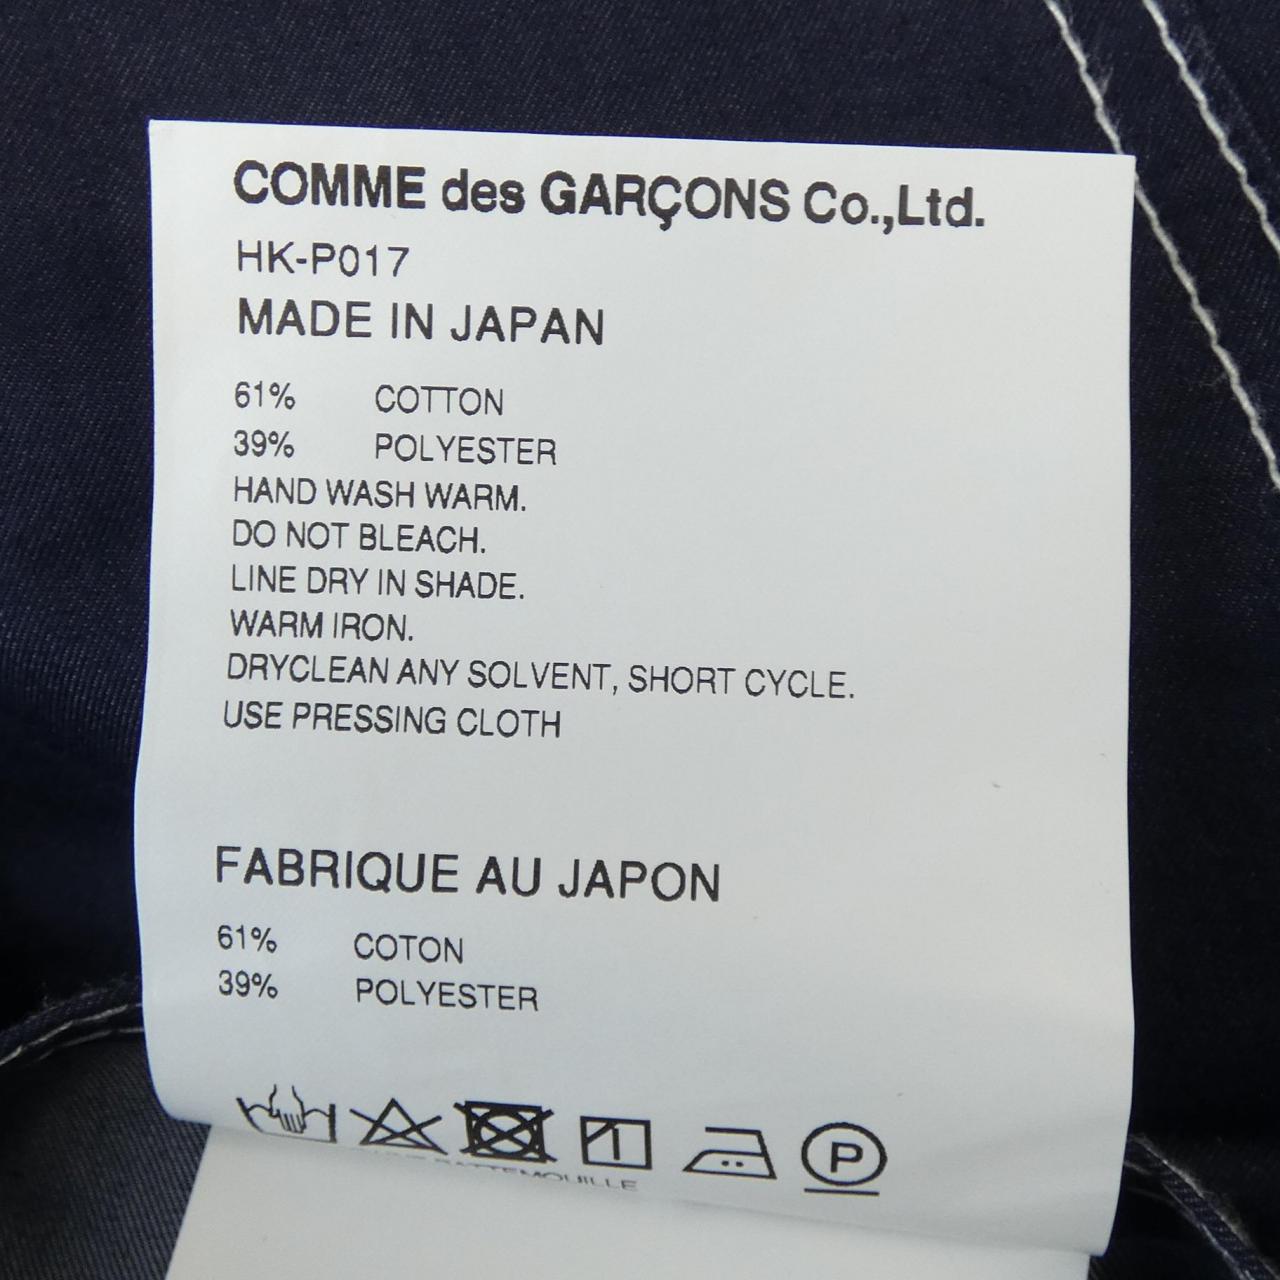 COMME des GARÇONS Co.,Ltd.
HK-P017
MADE IN JAPAN
61% COTTON
39% POLYESTER
HAND WASH WARM.
DO NOT BLEACH.
LINE DRY IN SHADE.
WARM IRON.
DRYCLEAN ANY SOLVENT, SHORT CYCLE.
USE PRESSING CLOTH
FABRIQUE AU JAPON
61% COTON
39% POLYESTER
P
PATTEMOUILLE